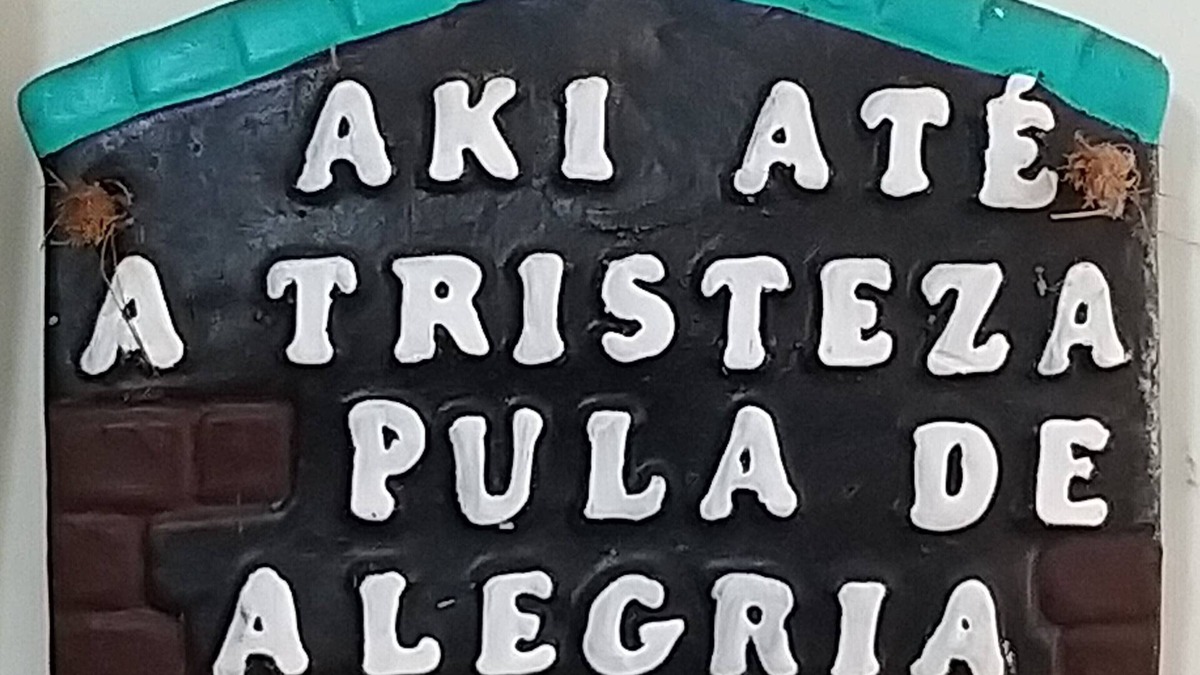 AKI ATÉ
A TRISTEZA
PULA DE
ALEGRIA